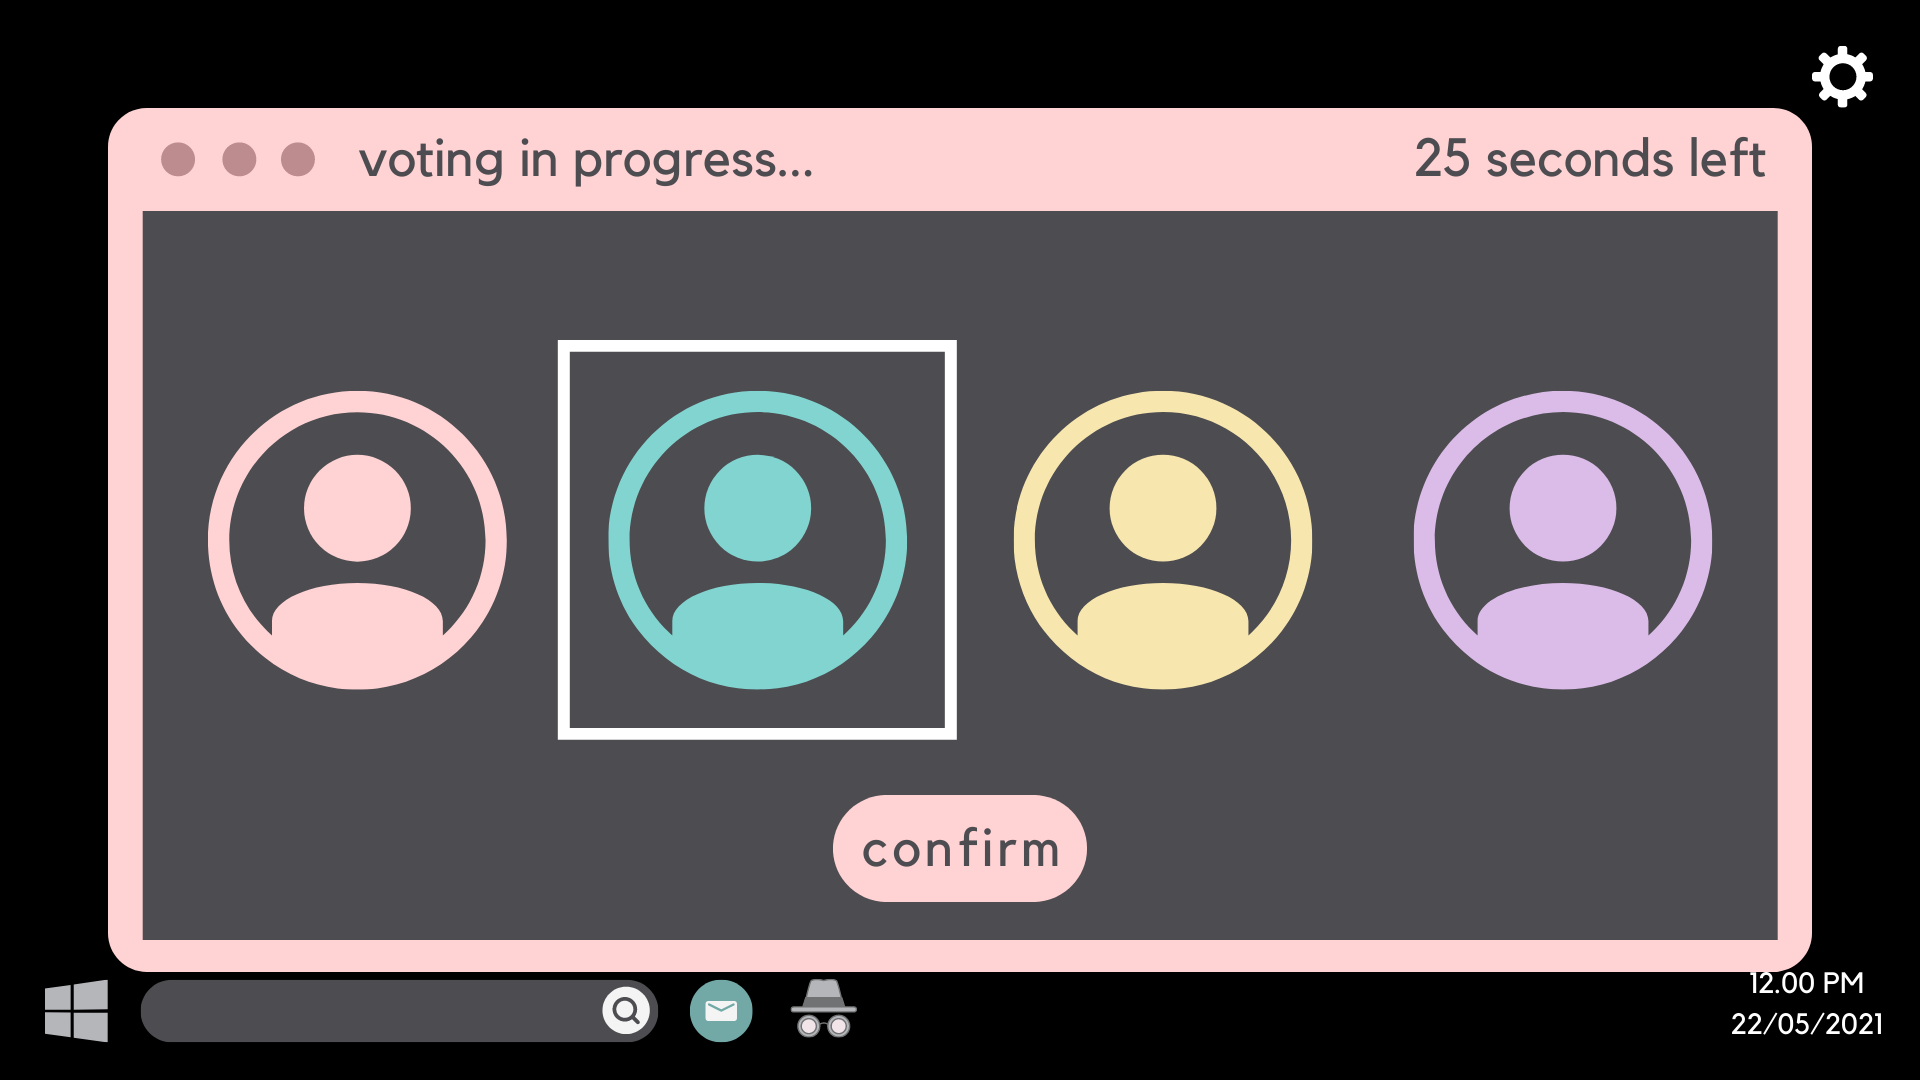 voting in progress...
25 seconds left
confirm
12.00 PM
22/05/2021